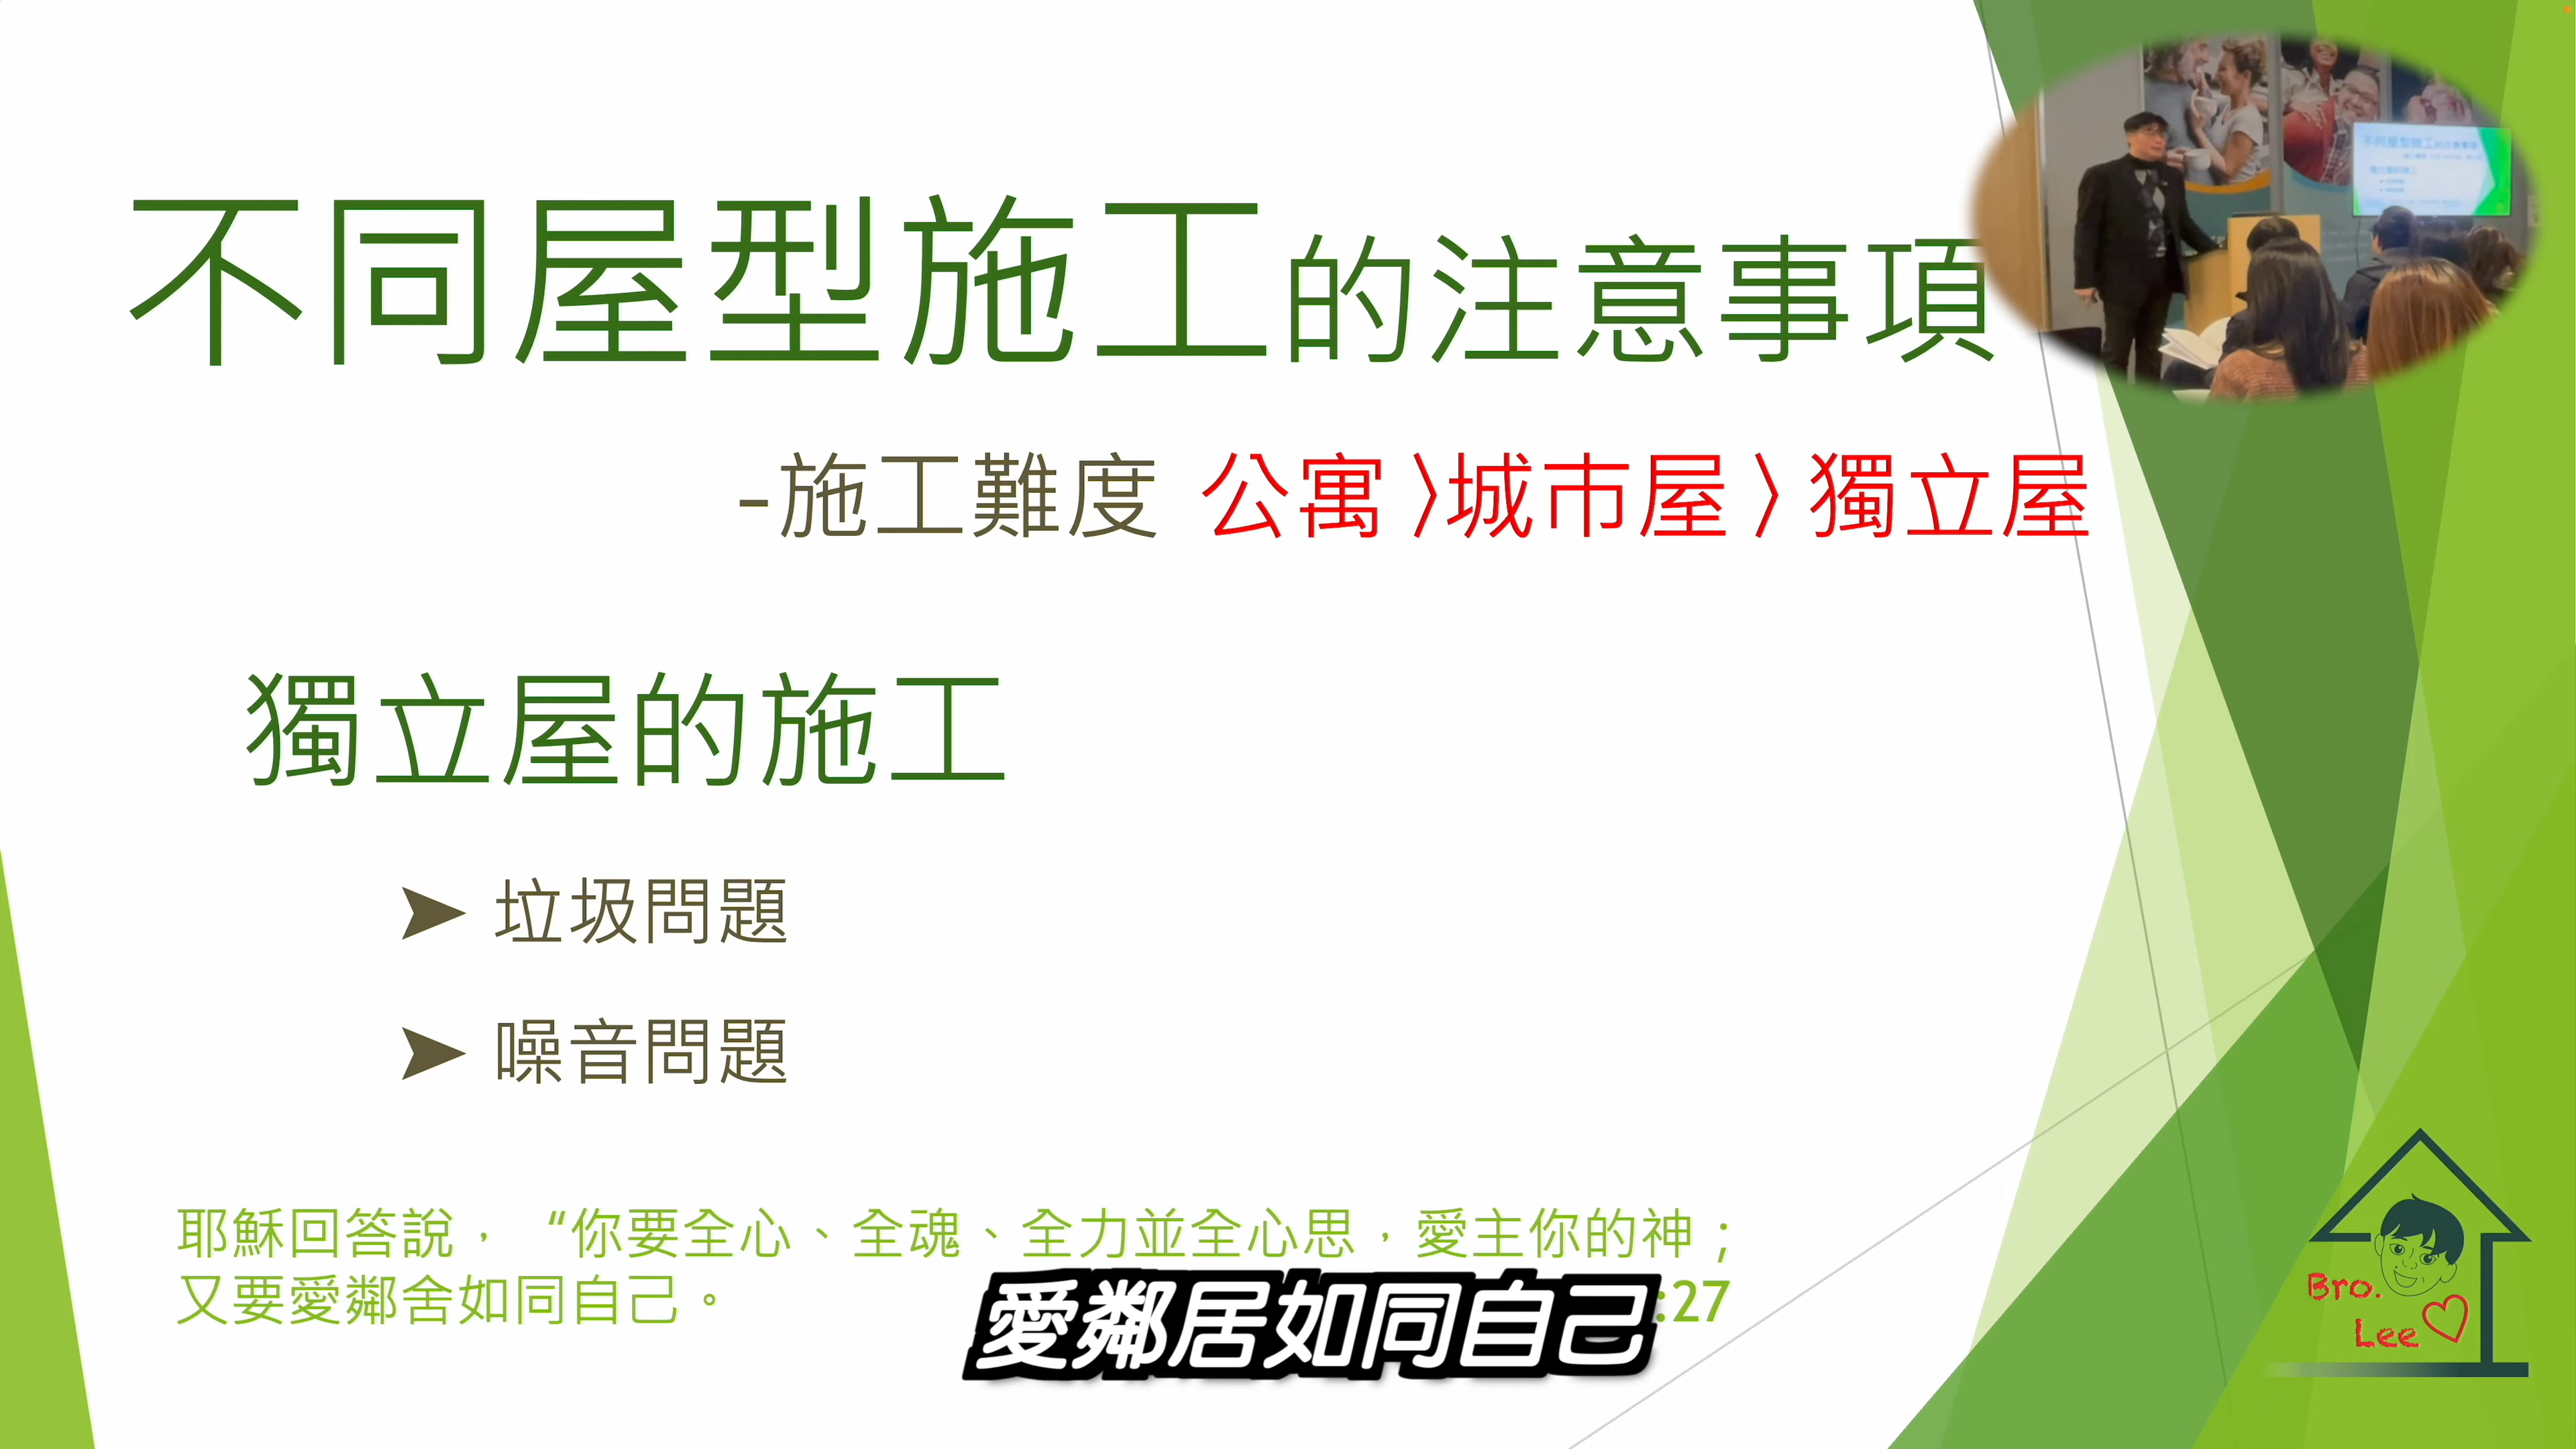 不同屋型施工的注意事項
-施工難度 公寓 〉城市屋 〉獨立屋
獨立屋的施工
➤ 垃圾問題
➤ 噪音問題
耶穌回答說，“你要全心、全魂、全力並全心思，愛主你的神；
又要愛鄰舍如同自己。 :27
愛鄰居如同自己
Bro.
Lee